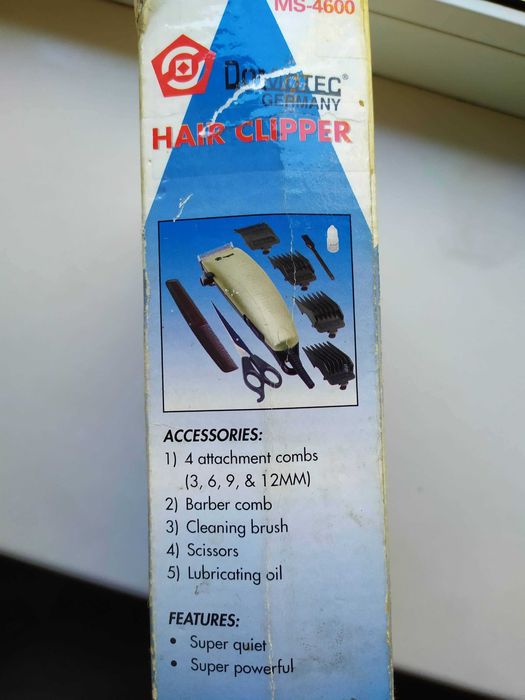 MS-4600
DOMOTEC®
GERMANY
HAIR CLIPPER
ACCESSORIES:
1) 4 attachment combs
(3, 6, 9, & 12MM)
2) Barber comb
3) Cleaning brush
4) Scissors
5) Lubricating oil
FEATURES:
• Super quiet
• Super powerful